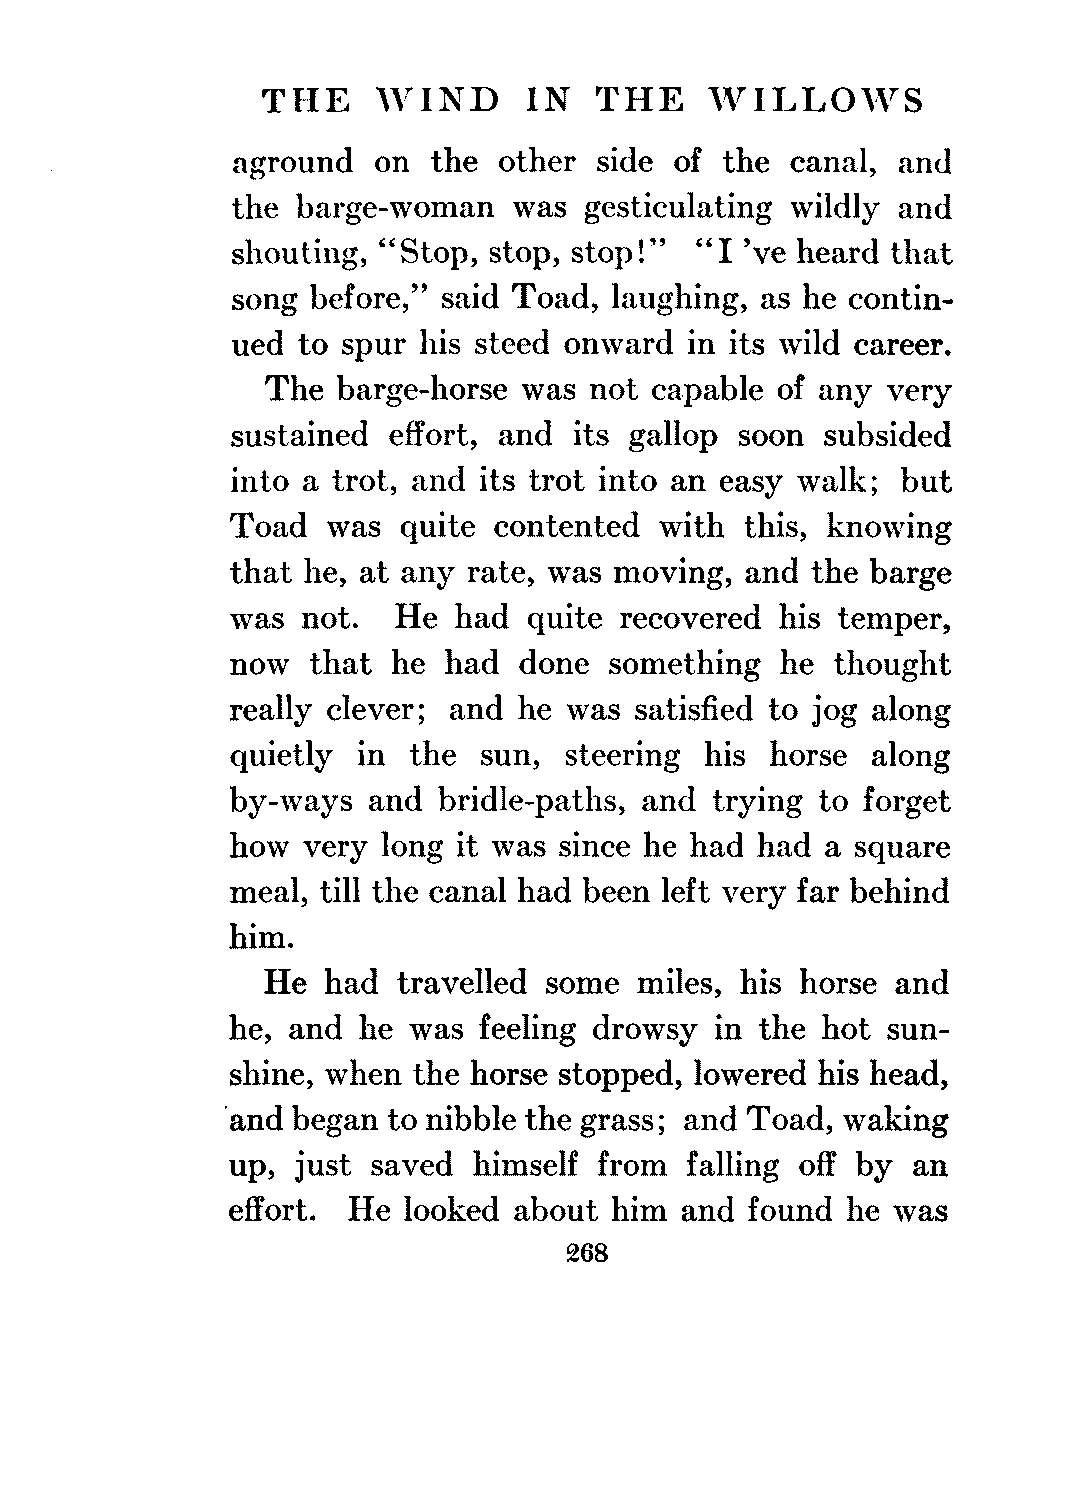 THE WIND IN THE WILLOWS
aground on the other side of the canal, and
the barge-woman was gesticulating wildly and
shouting, “Stop, stop, stop!” “I 've heard that
song before,” said Toad, laughing, as he contin-
ued to spur his steed onward in its wild career.
The barge-horse was not capable of any very
sustained effort, and its gallop soon subsided
into a trot, and its trot into an easy walk; but
Toad was quite contented with this, knowing
that he, at any rate, was moving, and the barge
was not. He had quite recovered his temper,
now that he had done something he thought
really clever; and he was satisfied to jog along
quietly in the sun, steering his horse along
by-ways and bridle-paths, and trying to forget
how very long it was since he had had a square
meal, till the canal had been left very far behind
him.
He had travelled some miles, his horse and
he, and he was feeling drowsy in the hot sun-
shine, when the horse stopped, lowered his head,
and began to nibble the grass; and Toad, waking
up, just saved himself from falling off by an
effort. He looked about him and found he was
268